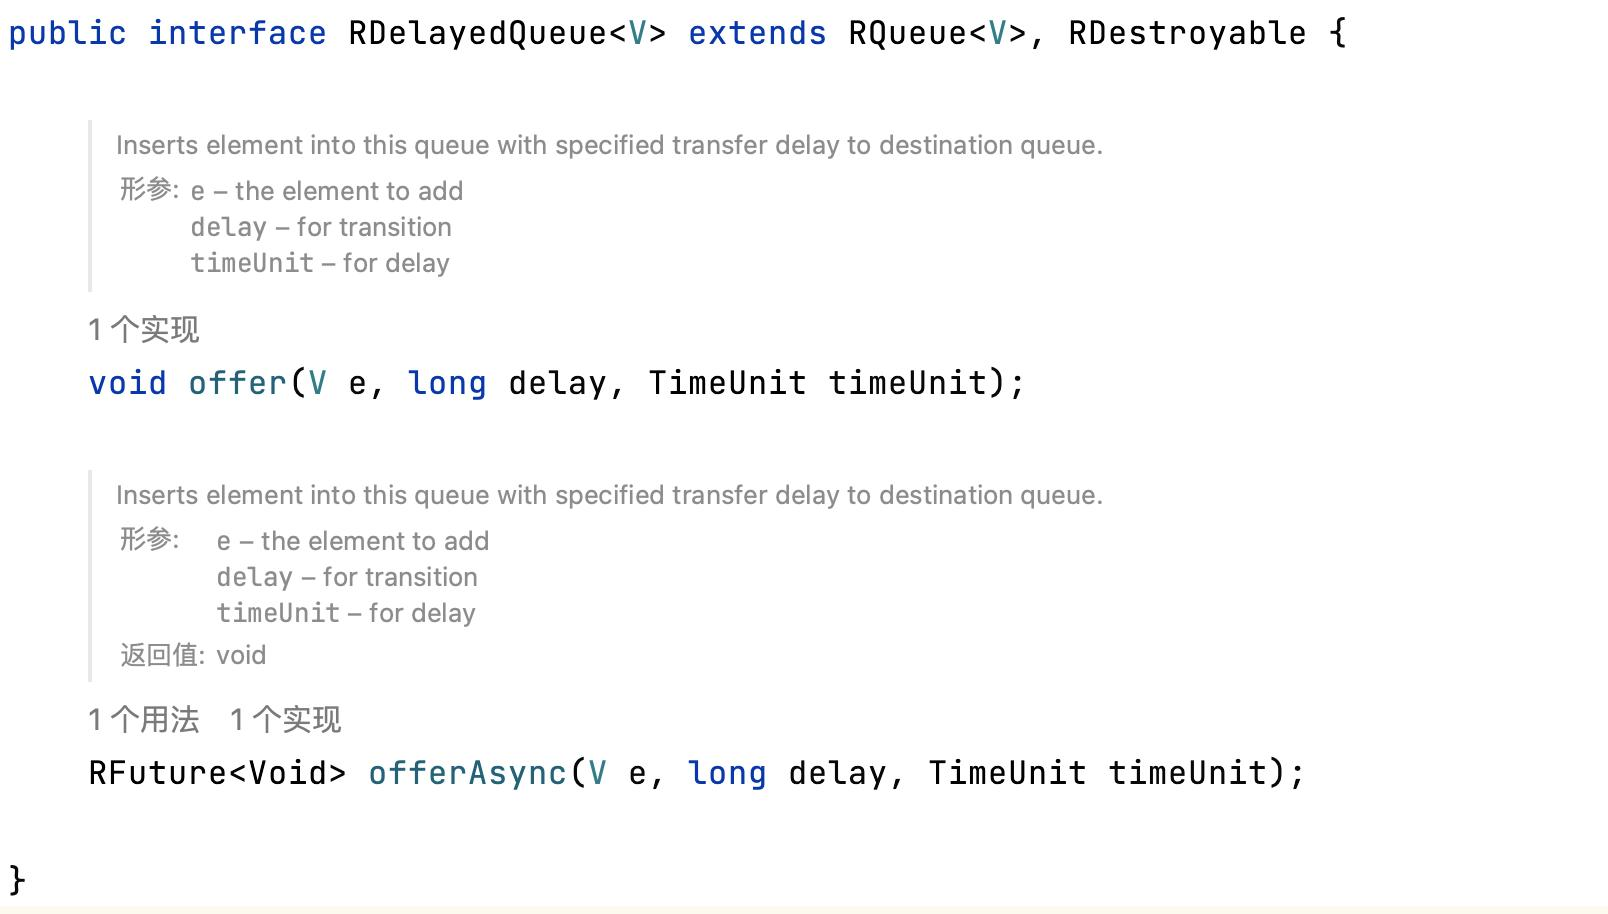 public interface RDelayedQueue<V> extends RQueue<V>, RDestroyable {
Inserts element into this queue with specified transfer delay to destination queue.
形参: e – the element to add
delay – for transition
timeUnit – for delay
1 个实现
void offer(V e, long delay, TimeUnit timeUnit);
Inserts element into this queue with specified transfer delay to destination queue.
形参: e – the element to add
delay – for transition
timeUnit – for delay
返回值: void
1 个用法 1 个实现
RFuture<Void> offerAsync(V e, long delay, TimeUnit timeUnit);
}